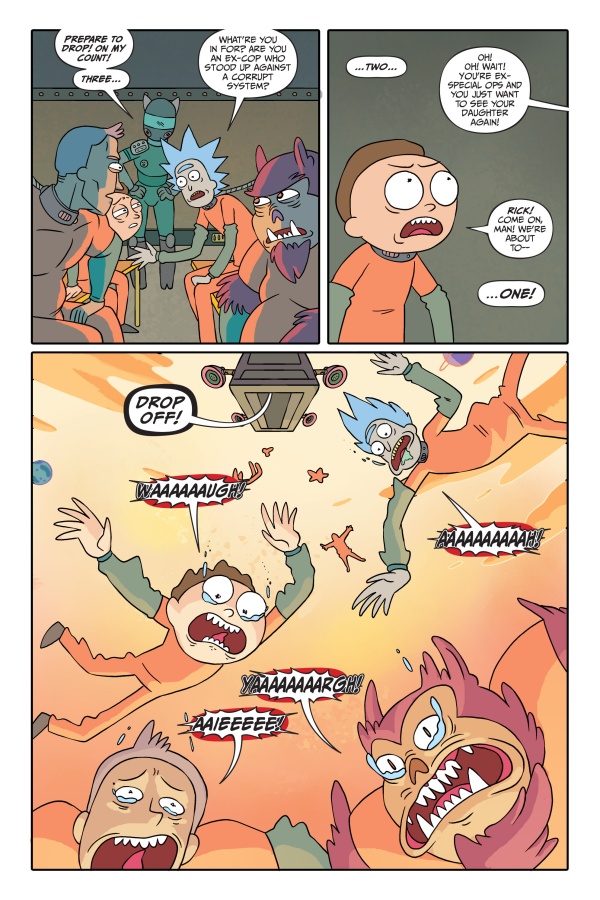 PREPARE TO
DROP! ON MY
COUNT!
THREE...
WHAT'RE YOU
IN FOR? ARE YOU
AN EX-COP WHO
STOOD UP AGAINST
A CORRUPT
SYSTEM?
...TWO...
OH!
OH! WAIT!
YOU'RE EX-
SPECIAL OPS AND
YOU JUST WANT
TO SEE YOUR
DAUGHTER
AGAIN!
RICK!
COME ON,
MAN! WE'RE
ABOUT
TO--
...ONE!
DROP
OFF!
WAAAAAAUGH!
AAAAAAAAAAH!
YAAAAAAAARGH!
AAIEEEEE!